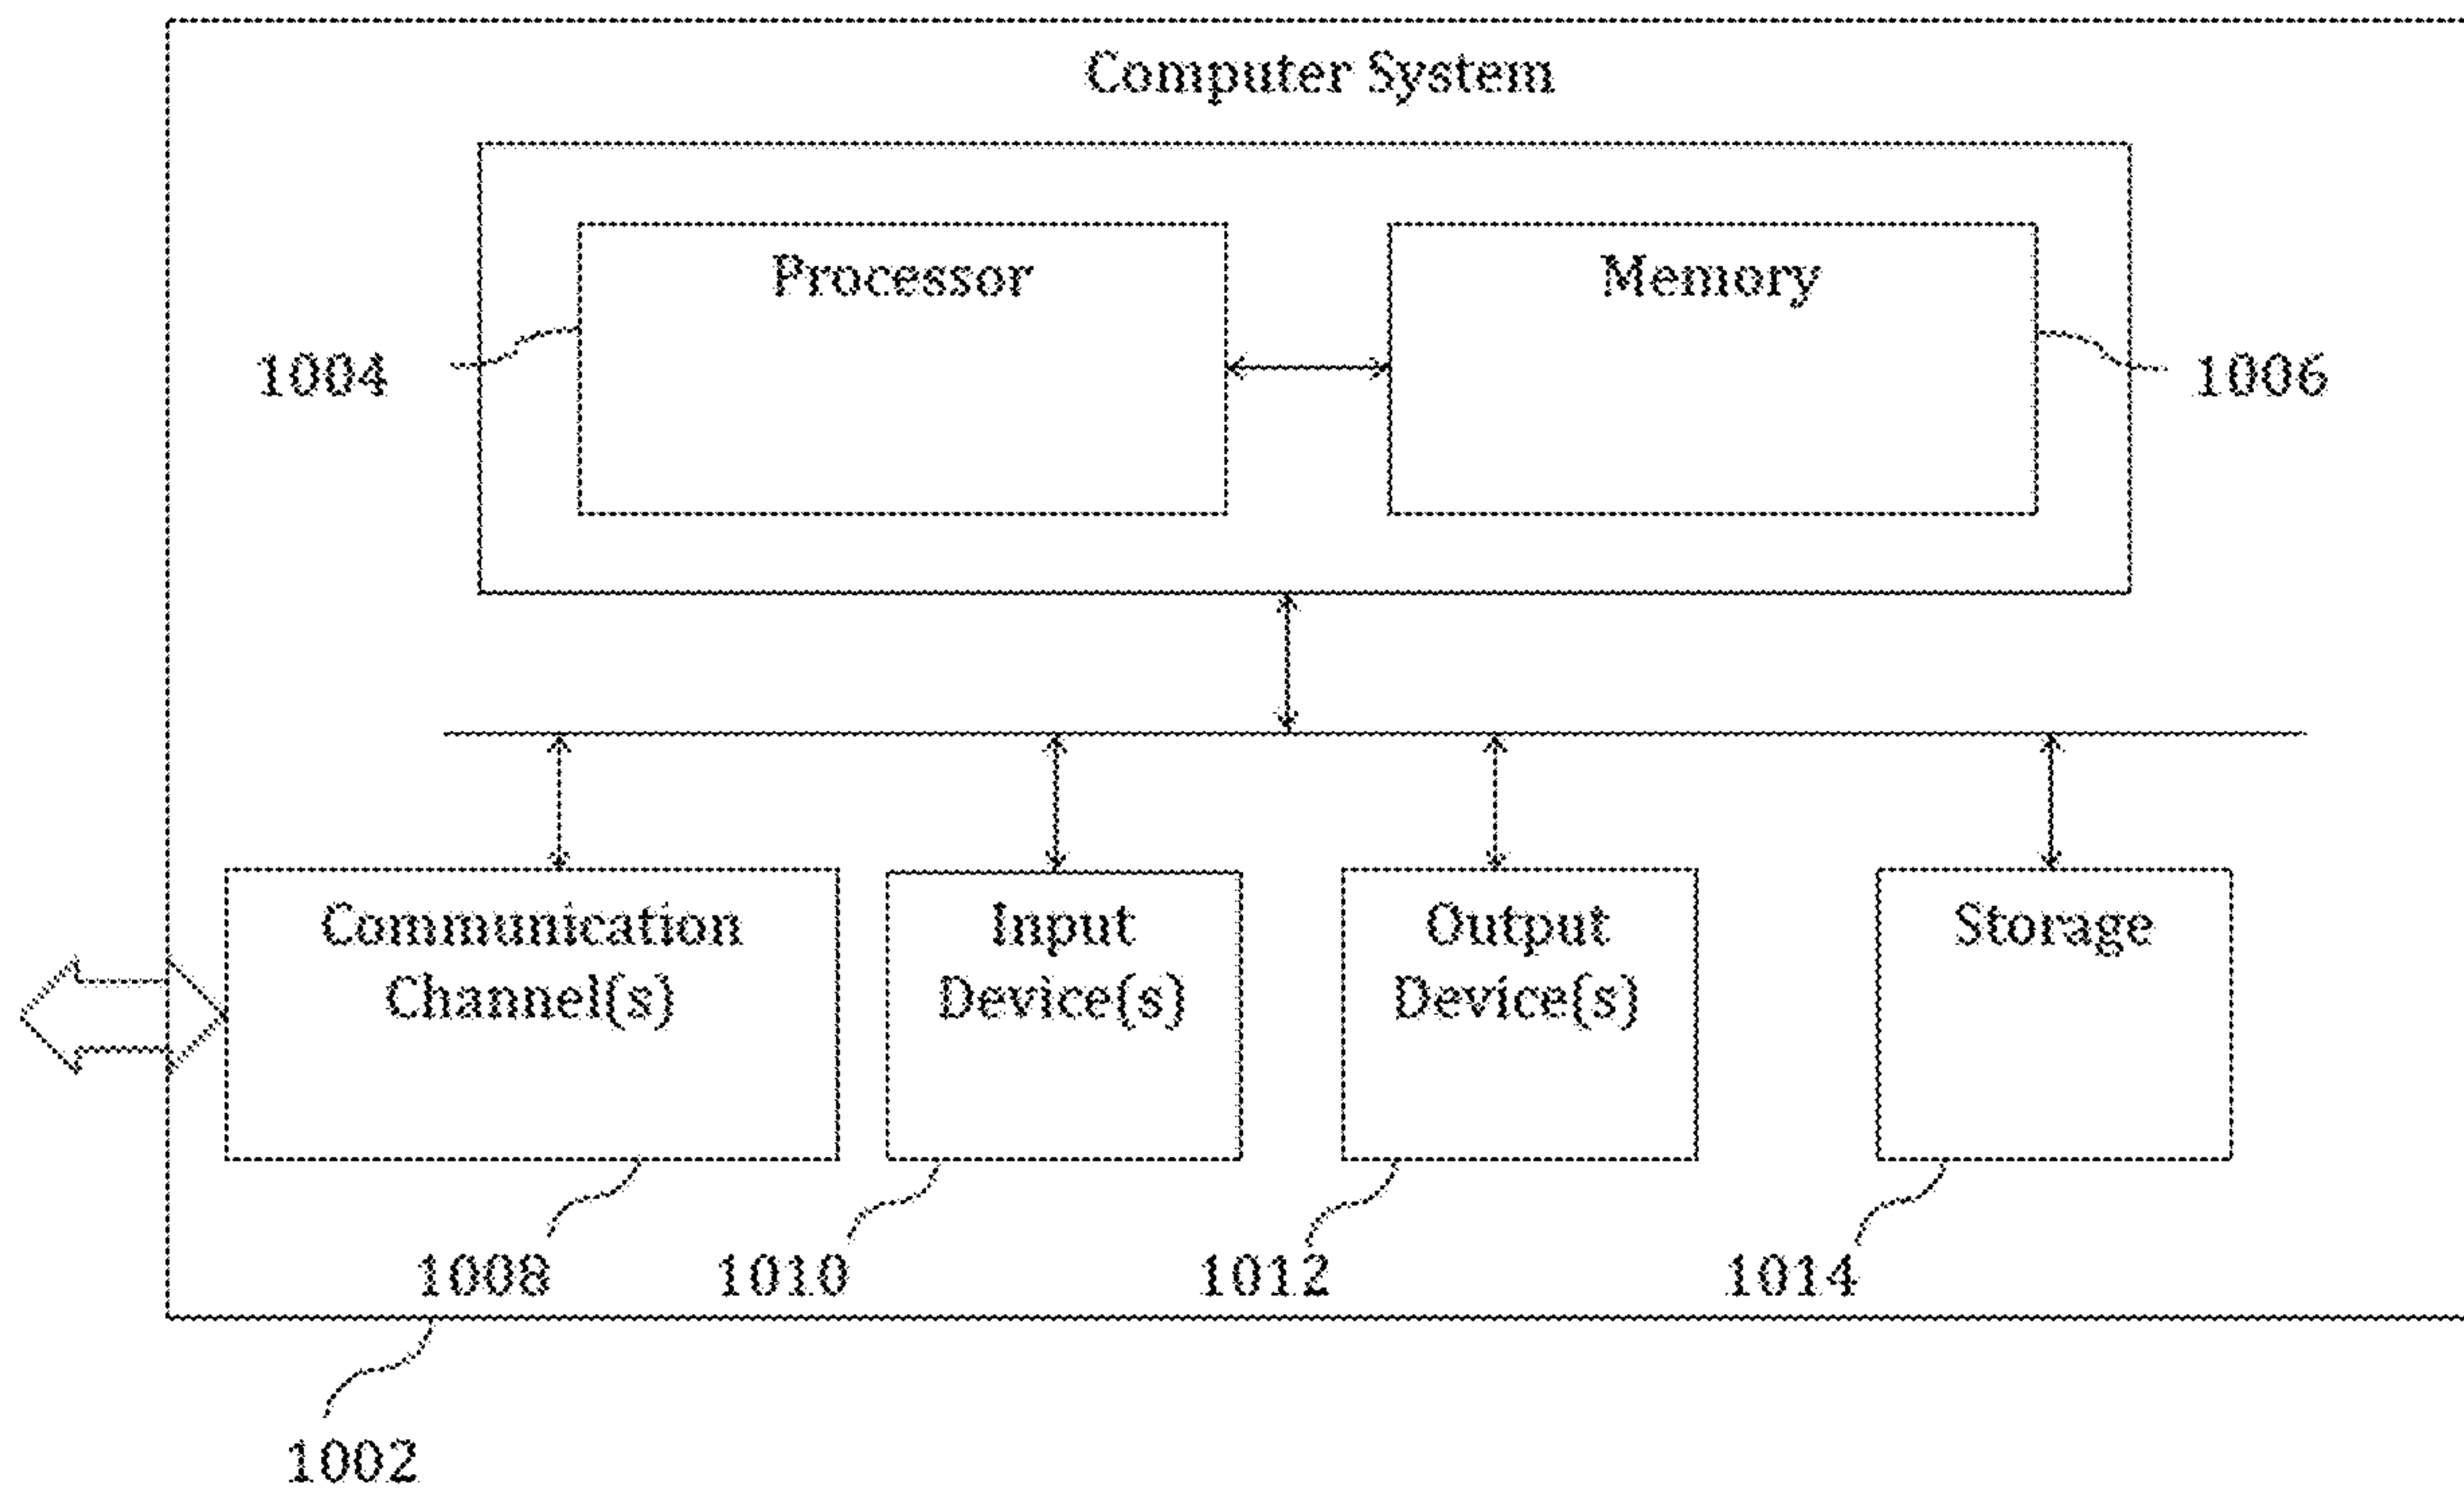 Computer System
Processor
Memory
1004
1006
Communication
Channel(s)
Input
Device(s)
Output
Device(s)
Storage
1008
1010
1012
1014
1002